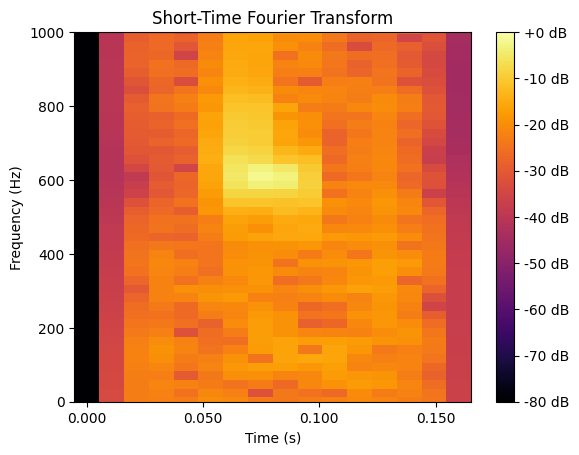 Short-Time Fourier Transform
Frequency (Hz)
1000
800
600
400
200
0
0.000
0.050
0.100
0.150
Time (s)
+0 dB
-10 dB
-20 dB
-30 dB
-40 dB
-50 dB
-60 dB
-70 dB
-80 dB